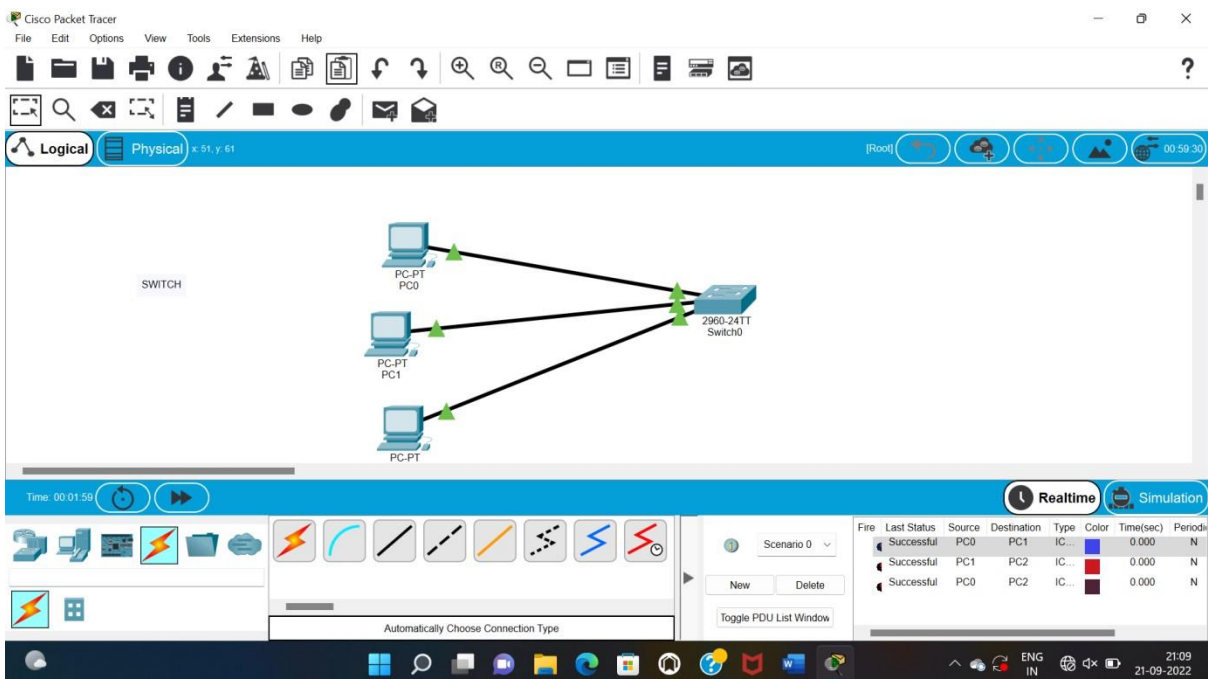 Cisco Packet Tracer
File Edit Options View Tools Extensions Help
?
Logical Physical x: 51, y: 61 [Root] 00:59:30
SWITCH
PC-PT
PC0
2960-24TT
Switch0
PC-PT
PC1
PC-PT
Time: 00:01:59 Realtime Simulation
Scenario 0
New Delete
Toggle PDU List Window
Fire Last Status Source Destination Type Color Time(sec) Periodi
Successful PC0 PC1 IC... 0.000 N
Successful PC1 PC2 IC... 0.000 N
Successful PC0 PC2 IC... 0.000 N
Automatically Choose Connection Type
ENG
IN
21:09
21-09-2022